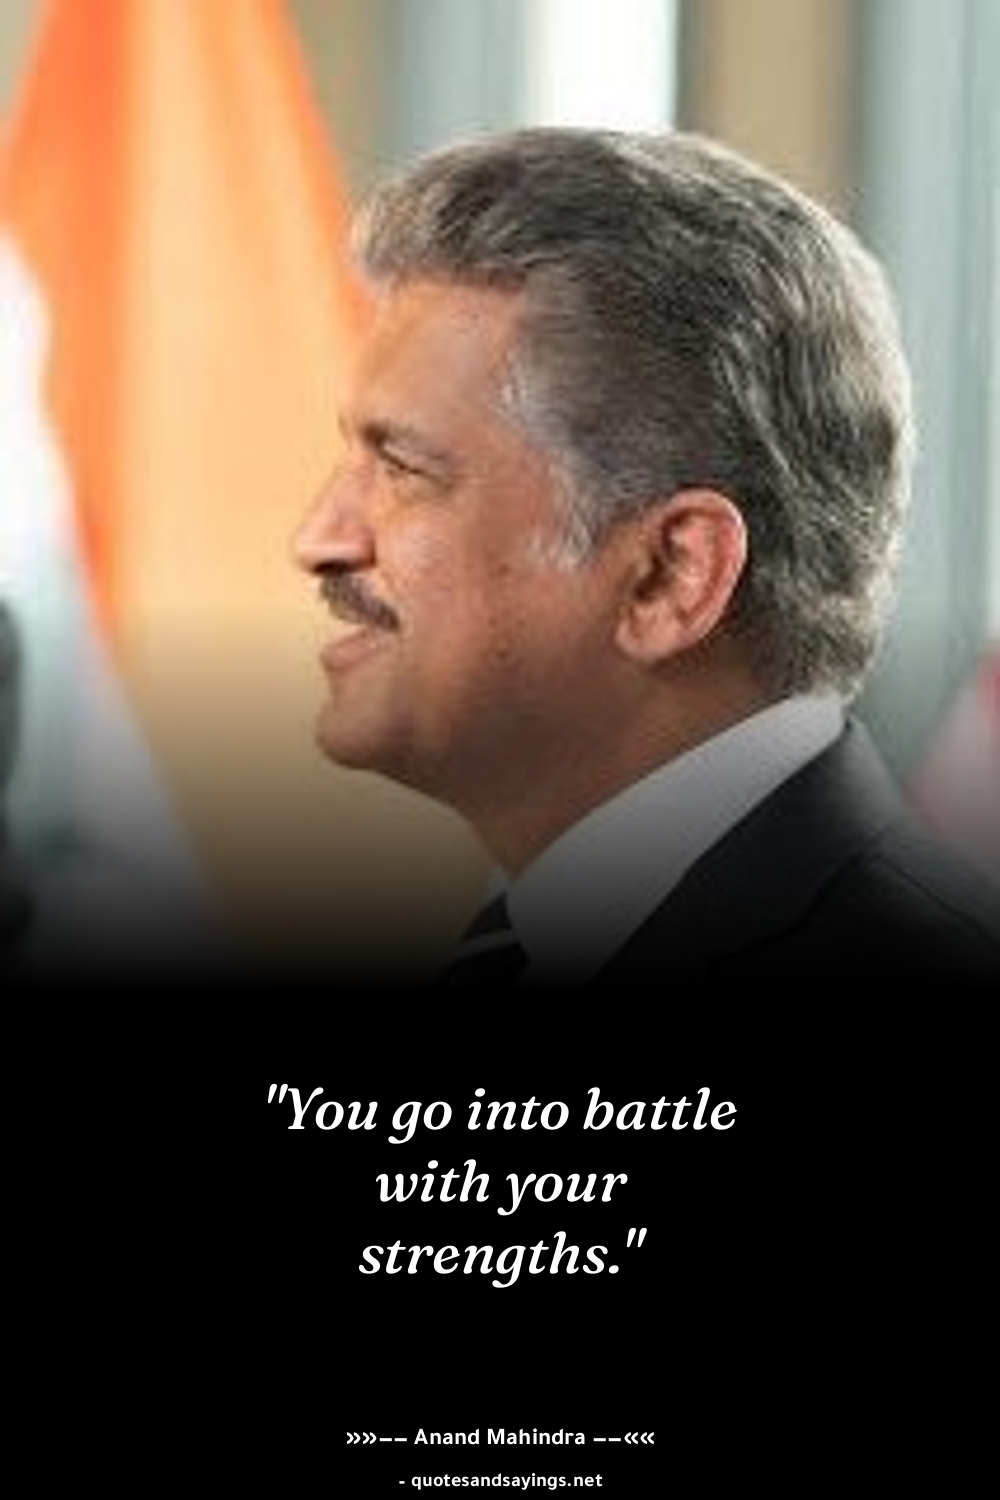 "You go into battle
with your
strengths."
»»–– Anand Mahindra ––««
- quotesandsayings.net